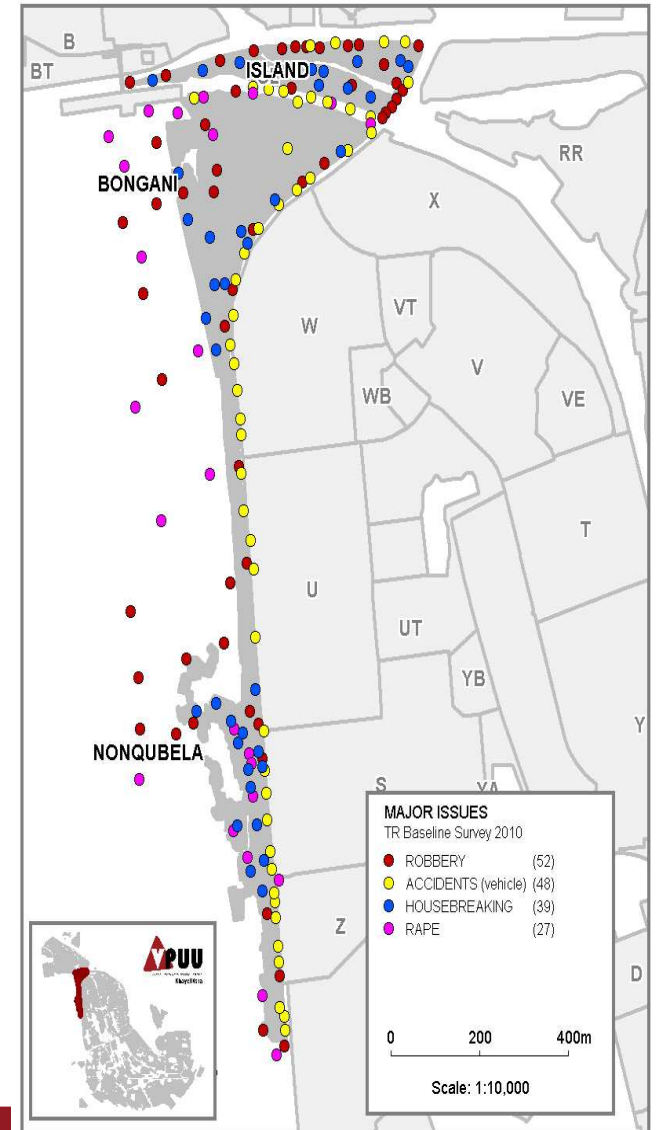 B
BT
ISLAND
RR
BONGANI
X
W
VT
V
WB
VE
T
U
UT
YB
Y
NONQUBELA
S
YA
Z
D
MAJOR ISSUES
TR Baseline Survey 2010
ROBBERY (52)
ACCIDENTS (vehicle) (48)
HOUSEBREAKING (39)
RAPE (27)
0 200 400m
Scale: 1:10,000
VPUU
Khayelitsha